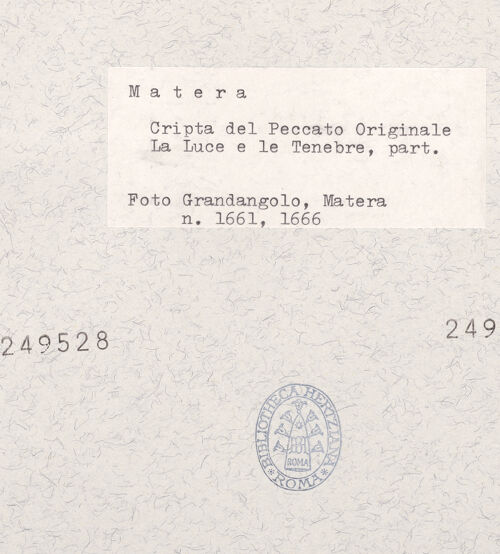 Matera
Cripta del Peccato Originale
La Luce e le Tenebre, part.
Foto Grandangolo, Matera
n. 1661, 1666
249528
249
BIBLIOTHECA HERTZIANA
ROMA
* ROMA *